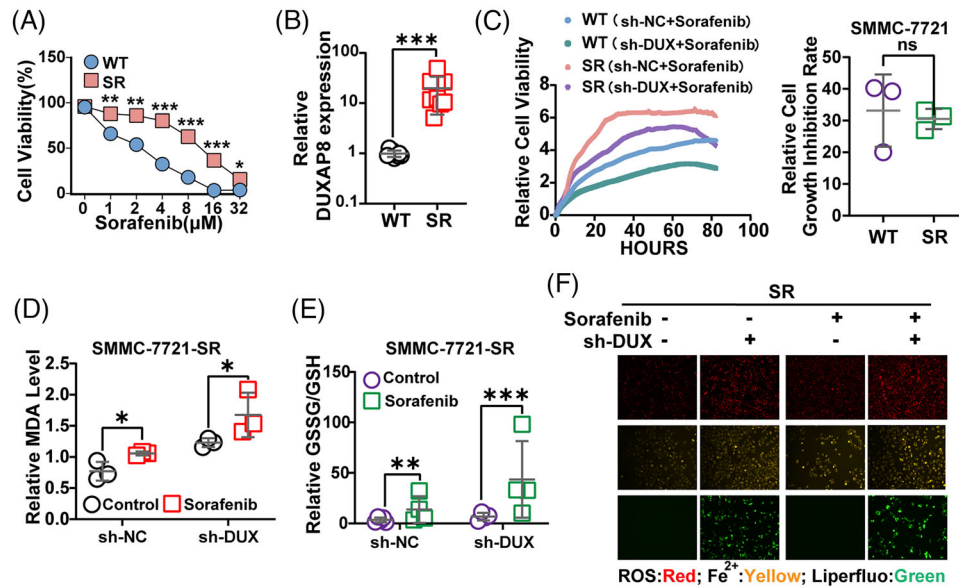 (A)
WT
SR
Cell Viability(%)
100
50
0
** ** *** *** *** *
0 1 2 4 8 16 32
Sorafenib(μM)
(B)
***
Relative
DUXAP8 expression
100
10
1
0.1
WT SR
(C)
WT (sh-NC+Sorafenib)
WT (sh-DUX+Sorafenib)
SR (sh-NC+Sorafenib)
SR (sh-DUX+Sorafenib)
Relative Cell Viability
8
6
4
2
0
0 20 40 60 80 100
HOURS
SMMC-7721
ns
Relative Cell
Growth Inhibition Rate
50
40
30
20
10
0
WT SR
(D)
SMMC-7721-SR
Relative MDA Level
2.5
2.0
1.5
1.0
0.5
0.0
* *
Control Sorafenib
sh-NC sh-DUX
(E)
SMMC-7721-SR
Control
Sorafenib
Relative GSSG/GSH
150
100
50
0
** ***
sh-NC sh-DUX
(F)
SR
Sorafenib - - + +
sh-DUX - + - +
ROS:Red; Fe2+:Yellow; Liperfluo:Green